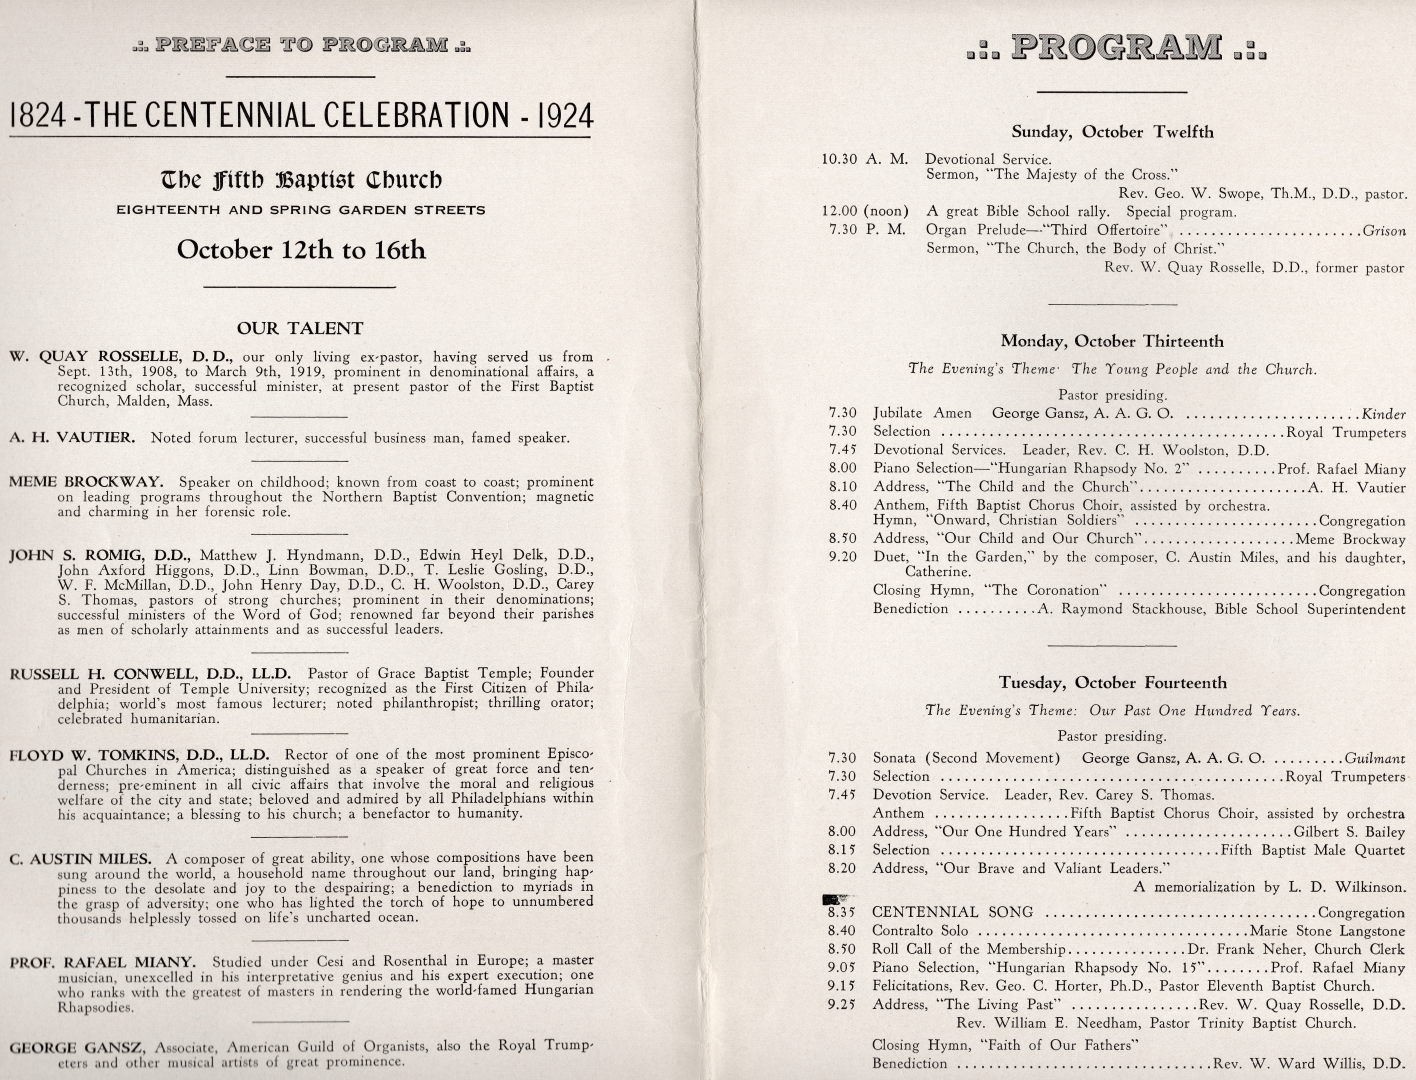 .:. PREFACE TO PROGRAM .:.
1824 - THE CENTENNIAL CELEBRATION - 1924
The Fifth Baptist Church
EIGHTEENTH AND SPRING GARDEN STREETS
October 12th to 16th
OUR TALENT
W. QUAY ROSSELLE, D. D., our only living ex-pastor, having served us from
Sept. 13th, 1908, to March 9th, 1919, prominent in denominational affairs, a
recognized scholar, successful minister, at present pastor of the First Baptist
Church, Malden, Mass.
A. H. VAUTIER. Noted forum lecturer, successful business man, famed speaker.
MEME BROCKWAY. Speaker on childhood; known from coast to coast; prominent
on leading programs throughout the Northern Baptist Convention; magnetic
and charming in her forensic role.
JOHN S. ROMIG, D.D., Matthew J. Hyndmann, D.D., Edwin Heyl Delk, D.D.,
John Axford Higgons, D.D., Linn Bowman, D.D., T. Leslie Gosling, D.D.,
W. F. McMillan, D.D., John Henry Day, D.D., C. H. Woolston, D.D., Carey
S. Thomas, pastors of strong churches; prominent in their denominations;
successful ministers of the Word of God; renowned far beyond their parishes
as men of scholarly attainments and as successful leaders.
RUSSELL H. CONWELL, D.D., LL.D. Pastor of Grace Baptist Temple; Founder
and President of Temple University; recognized as the First Citizen of Phila-
delphia; world's most famous lecturer; noted philanthropist; thrilling orator;
celebrated humanitarian.
FLOYD W. TOMKINS, D.D., LL.D. Rector of one of the most prominent Episco-
pal Churches in America; distinguished as a speaker of great force and ten-
derness; pre-eminent in all civic affairs that involve the moral and religious
welfare of the city and state; beloved and admired by all Philadelphians within
his acquaintance; a blessing to his church; a benefactor to humanity.
C. AUSTIN MILES. A composer of great ability, one whose compositions have been
sung around the world, a household name throughout our land, bringing hap-
piness to the desolate and joy to the despairing; a benediction to myriads in
the grasp of adversity; one who has lighted the torch of hope to unnumbered
thousands helplessly tossed on life's uncharted ocean.
PROF. RAFAEL MIANY. Studied under Cesi and Rosenthal in Europe; a master
musician, unexcelled in his interpretative genius and his expert execution; one
who ranks with the greatest of masters in rendering the world-famed Hungarian
Rhapsodies.
GEORGE GANSZ, Associate, American Guild of Organists, also the Royal Trump-
eters and other musical artists of great prominence.
.:. PROGRAM .:.
Sunday, October Twelfth
10.30 A. M. Devotional Service.
Sermon, "The Majesty of the Cross."
Rev. Geo. W. Swope, Th.M., D.D., pastor.
12.00 (noon) A great Bible School rally. Special program.
7.30 P. M. Organ Prelude—"Third Offertoire" ......................Grison
Sermon, "The Church, the Body of Christ."
Rev. W. Quay Rosselle, D.D., former pastor
Monday, October Thirteenth
The Evening's Theme: The Young People and the Church.
Pastor presiding.
7.30 Jubilate Amen George Gansz, A. A. G. O. .....................Kinder
7.30 Selection ..........................................Royal Trumpeters
7.45 Devotional Services. Leader, Rev. C. H. Woolston, D.D.
8.00 Piano Selection—"Hungarian Rhapsody No. 2" ..........Prof. Rafael Miany
8.10 Address, "The Child and the Church".....................A. H. Vautier
8.40 Anthem, Fifth Baptist Chorus Choir, assisted by orchestra.
Hymn, "Onward, Christian Soldiers" .......................Congregation
8.50 Address, "Our Child and Our Church"...................Meme Brockway
9.20 Duet, "In the Garden," by the composer, C. Austin Miles, and his daughter,
Catherine.
Closing Hymn, "The Coronation" ........................Congregation
Benediction ..........A. Raymond Stackhouse, Bible School Superintendent
Tuesday, October Fourteenth
The Evening's Theme: Our Past One Hundred Years.
Pastor presiding.
7.30 Sonata (Second Movement) George Gansz, A. A. G. O. .........Guilmant
7.30 Selection ..........................................Royal Trumpeters
7.45 Devotion Service. Leader, Rev. Carey S. Thomas.
Anthem .................Fifth Baptist Chorus Choir, assisted by orchestra
8.00 Address, "Our One Hundred Years" .....................Gilbert S. Bailey
8.15 Selection ..................................Fifth Baptist Male Quartet
8.20 Address, "Our Brave and Valiant Leaders."
A memorialization by L. D. Wilkinson.
8.35 CENTENNIAL SONG .................................Congregation
8.40 Contralto Solo .................................Marie Stone Langstone
8.50 Roll Call of the Membership...............Dr. Frank Neher, Church Clerk
9.05 Piano Selection, "Hungarian Rhapsody No. 15"........Prof. Rafael Miany
9.15 Felicitations, Rev. Geo. C. Horter, Ph.D., Pastor Eleventh Baptist Church.
9.25 Address, "The Living Past" ................Rev. W. Quay Rosselle, D.D.
Rev. William E. Needham, Pastor Trinity Baptist Church.
Closing Hymn, "Faith of Our Fathers"
Benediction ...............................Rev. W. Ward Willis, D.D.